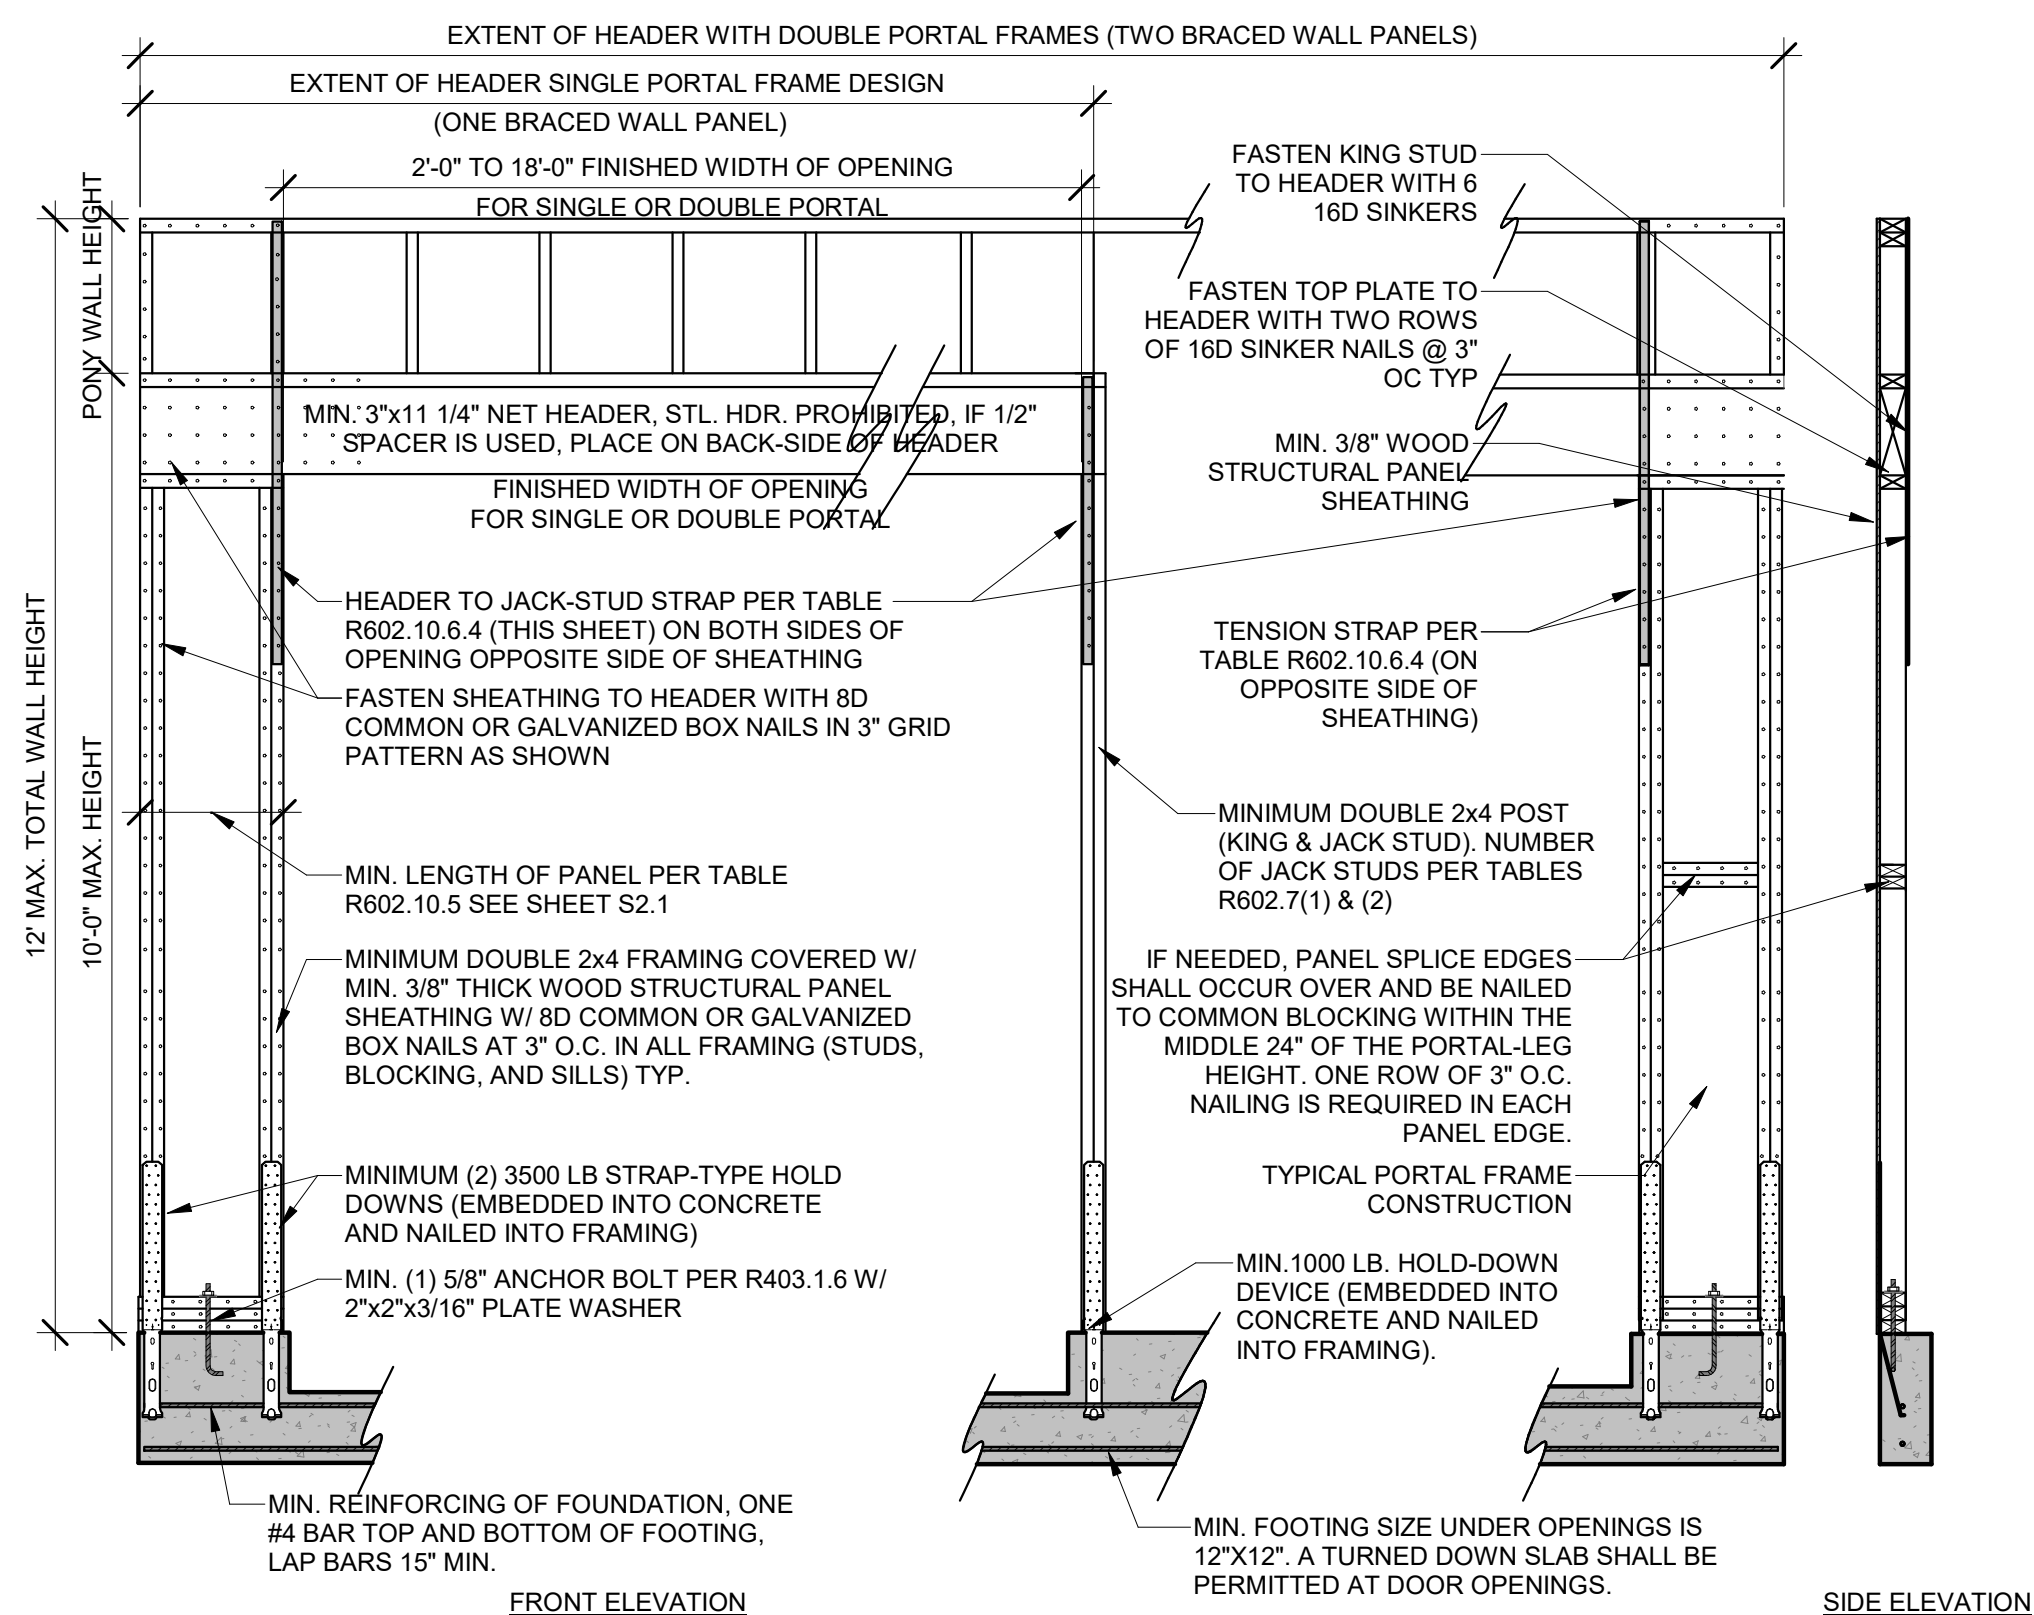 EXTENT OF HEADER WITH DOUBLE PORTAL FRAMES (TWO BRACED WALL PANELS)
EXTENT OF HEADER SINGLE PORTAL FRAME DESIGN
(ONE BRACED WALL PANEL)
2'-0" TO 18'-0" FINISHED WIDTH OF OPENING
FOR SINGLE OR DOUBLE PORTAL
PONY WALL HEIGHT
12' MAX. TOTAL WALL HEIGHT
10'-0" MAX. HEIGHT
MIN. 3"x11 1/4" NET HEADER, STL. HDR. PROHIBITED, IF 1/2"
SPACER IS USED, PLACE ON BACK-SIDE OF HEADER
FINISHED WIDTH OF OPENING
FOR SINGLE OR DOUBLE PORTAL
HEADER TO JACK-STUD STRAP PER TABLE
R602.10.6.4 (THIS SHEET) ON BOTH SIDES OF
OPENING OPPOSITE SIDE OF SHEATHING
FASTEN SHEATHING TO HEADER WITH 8D
COMMON OR GALVANIZED BOX NAILS IN 3" GRID
PATTERN AS SHOWN
MIN. LENGTH OF PANEL PER TABLE
R602.10.5 SEE SHEET S2.1
MINIMUM DOUBLE 2x4 FRAMING COVERED W/
MIN. 3/8" THICK WOOD STRUCTURAL PANEL
SHEATHING W/ 8D COMMON OR GALVANIZED
BOX NAILS AT 3" O.C. IN ALL FRAMING (STUDS,
BLOCKING, AND SILLS) TYP.
MINIMUM (2) 3500 LB STRAP-TYPE HOLD
DOWNS (EMBEDDED INTO CONCRETE
AND NAILED INTO FRAMING)
MIN. (1) 5/8" ANCHOR BOLT PER R403.1.6 W/
2"x2"x3/16" PLATE WASHER
MIN. REINFORCING OF FOUNDATION, ONE
#4 BAR TOP AND BOTTOM OF FOOTING,
LAP BARS 15" MIN.
FRONT ELEVATION
FASTEN KING STUD
TO HEADER WITH 6
16D SINKERS
FASTEN TOP PLATE TO
HEADER WITH TWO ROWS
OF 16D SINKER NAILS @ 3"
OC TYP
MIN. 3/8" WOOD
STRUCTURAL PANEL
SHEATHING
TENSION STRAP PER
TABLE R602.10.6.4 (ON
OPPOSITE SIDE OF
SHEATHING)
MINIMUM DOUBLE 2x4 POST
(KING & JACK STUD). NUMBER
OF JACK STUDS PER TABLES
R602.7(1) & (2)
IF NEEDED, PANEL SPLICE EDGES
SHALL OCCUR OVER AND BE NAILED
TO COMMON BLOCKING WITHIN THE
MIDDLE 24" OF THE PORTAL-LEG
HEIGHT. ONE ROW OF 3" O.C.
NAILING IS REQUIRED IN EACH
PANEL EDGE.
TYPICAL PORTAL FRAME
CONSTRUCTION
MIN.1000 LB. HOLD-DOWN
DEVICE (EMBEDDED INTO
CONCRETE AND NAILED
INTO FRAMING).
MIN. FOOTING SIZE UNDER OPENINGS IS
12"X12". A TURNED DOWN SLAB SHALL BE
PERMITTED AT DOOR OPENINGS.
SIDE ELEVATION